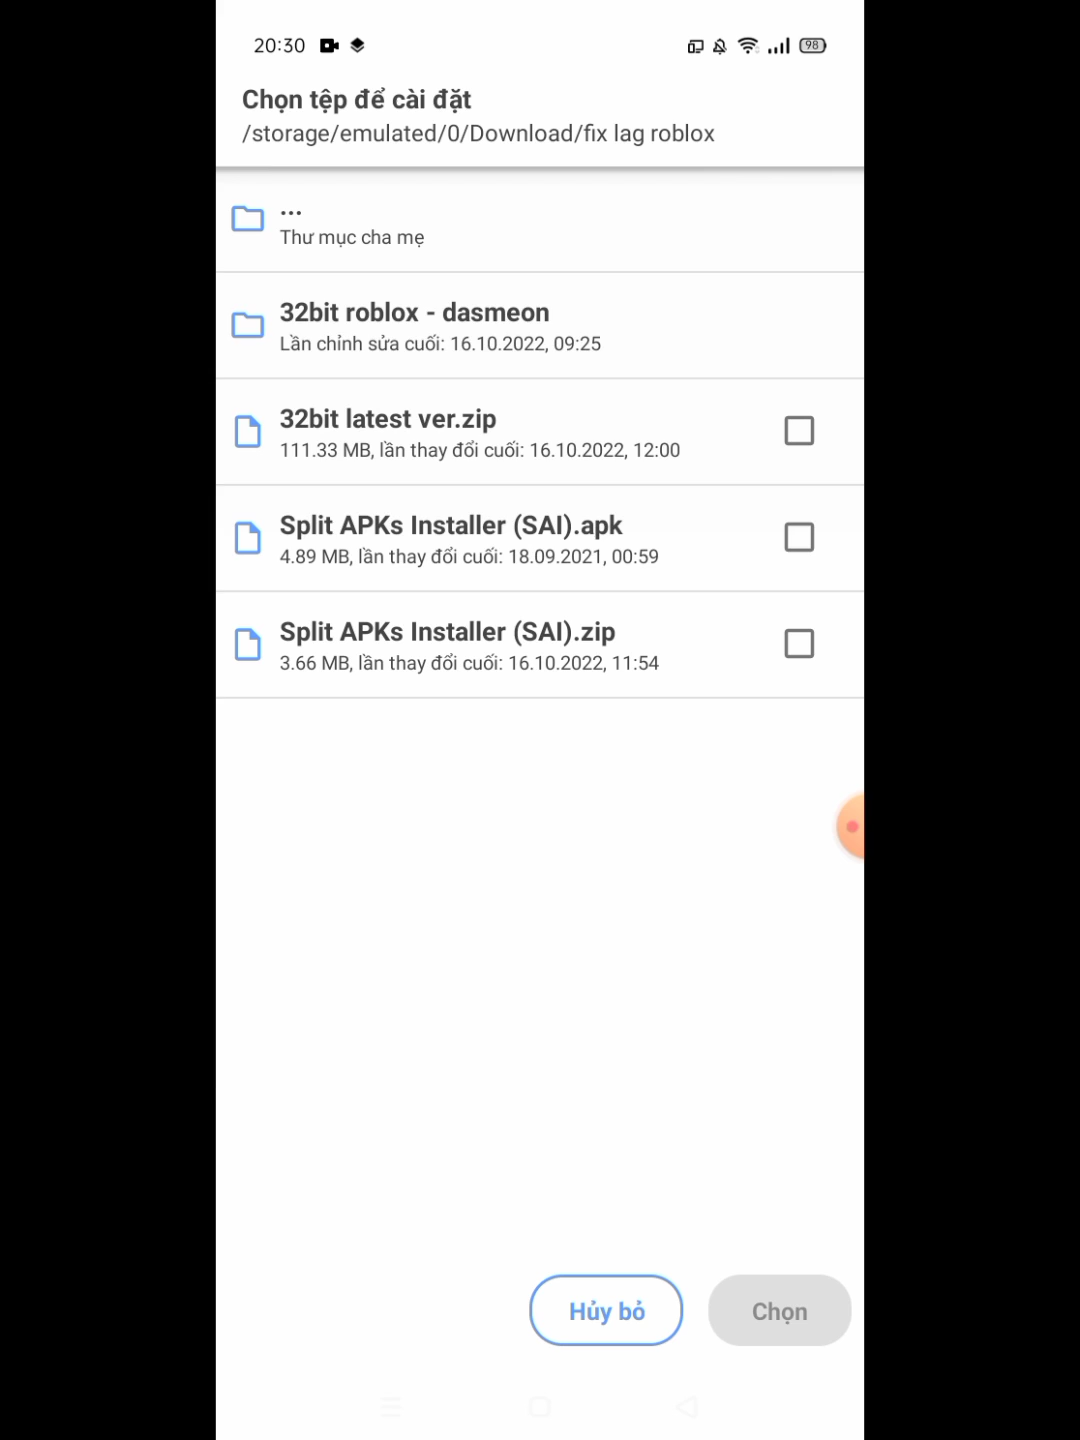 20:30
98
Chọn tệp để cài đặt
/storage/emulated/0/Download/fix lag roblox
...
Thư mục cha mẹ
32bit roblox - dasmeon
Lần chỉnh sửa cuối: 16.10.2022, 09:25
32bit latest ver.zip
111.33 MB, lần thay đổi cuối: 16.10.2022, 12:00
Split APKs Installer (SAI).apk
4.89 MB, lần thay đổi cuối: 18.09.2021, 00:59
Split APKs Installer (SAI).zip
3.66 MB, lần thay đổi cuối: 16.10.2022, 11:54
Hủy bỏ
Chọn